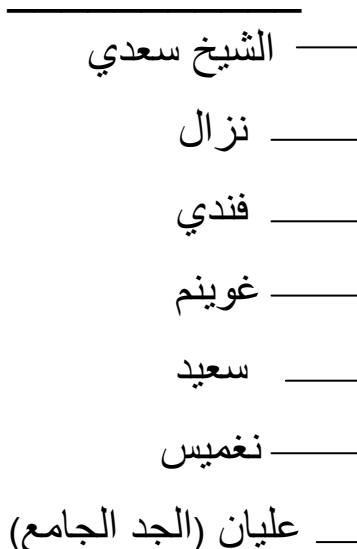 الشيخ سعدي
نزال
فندي
غوينم
سعيد
نغميس
عليان (الجد الجامع)